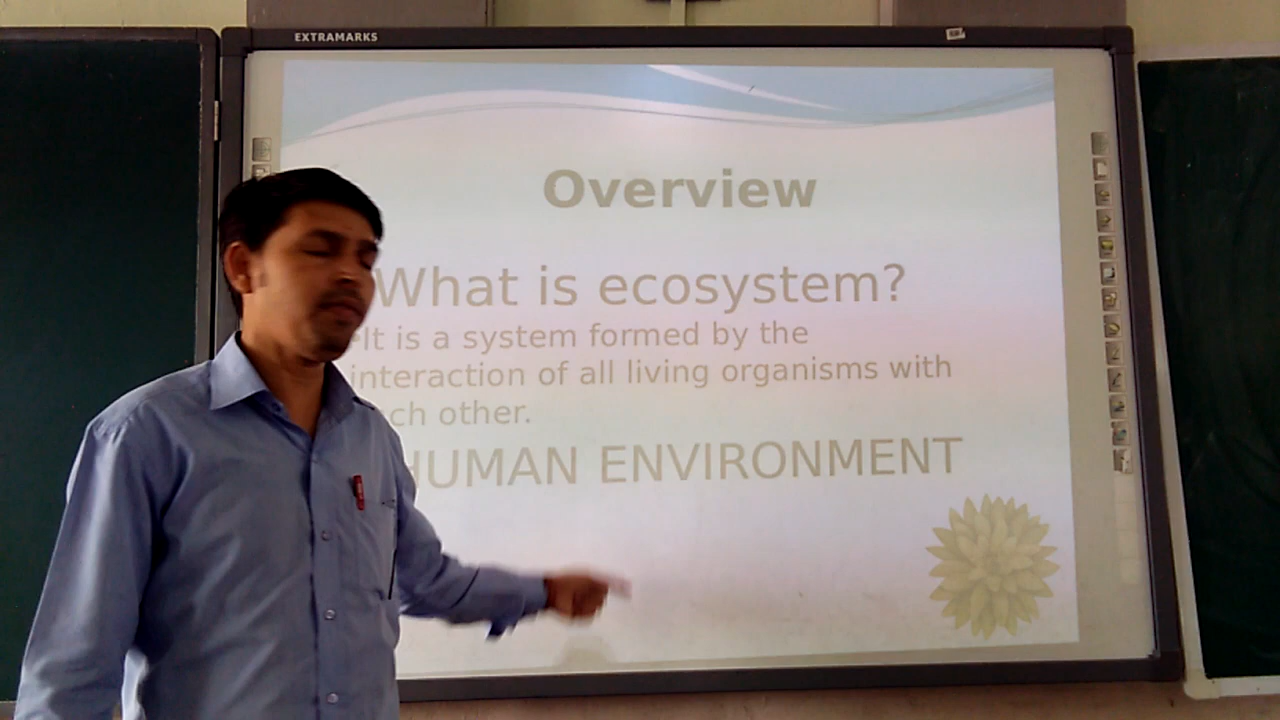 EXTRAMARKS
Overview
What is ecosystem?
It is a system formed by the
interaction of all living organisms with
ch other.
HUMAN ENVIRONMENT